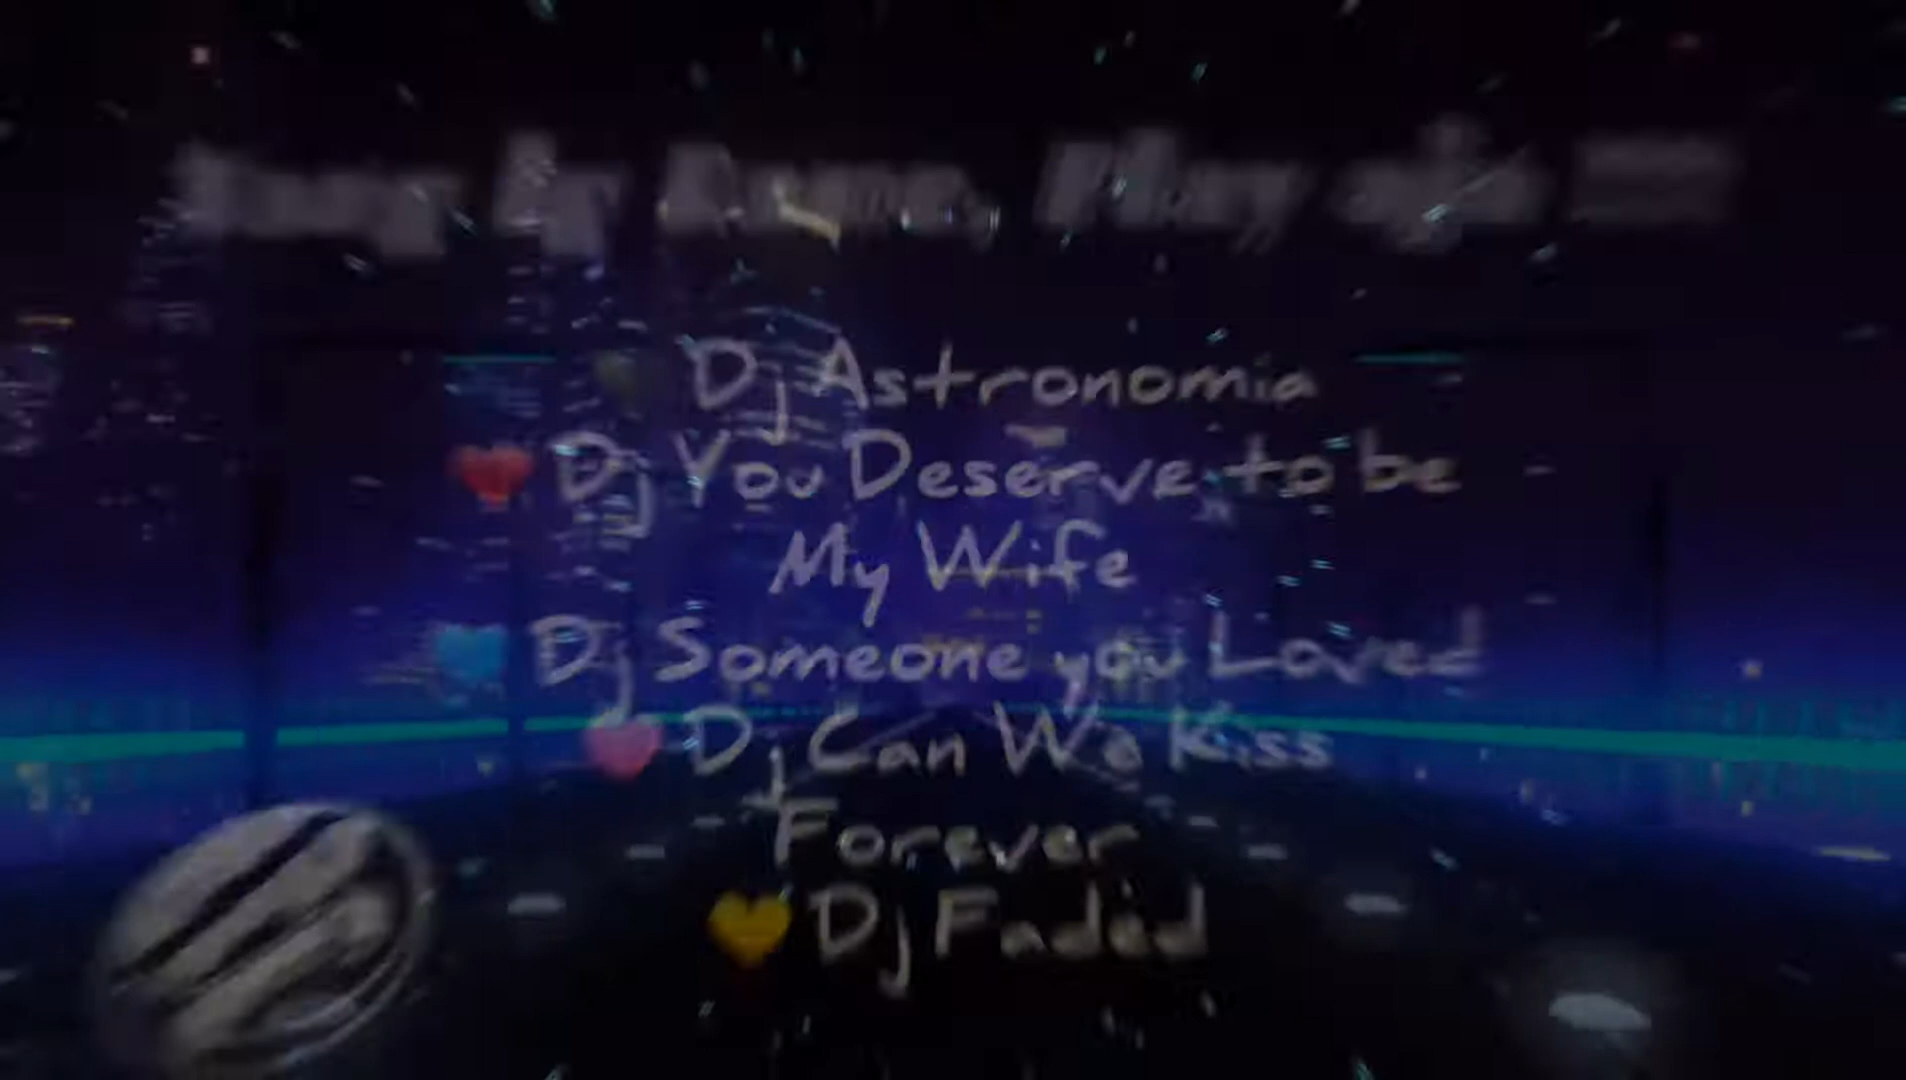 Dj Astronomia
Dj You Deserve to be
My Wife
Dj Someone you Loved
Dj Can We Kiss
Forever
Dj Faded